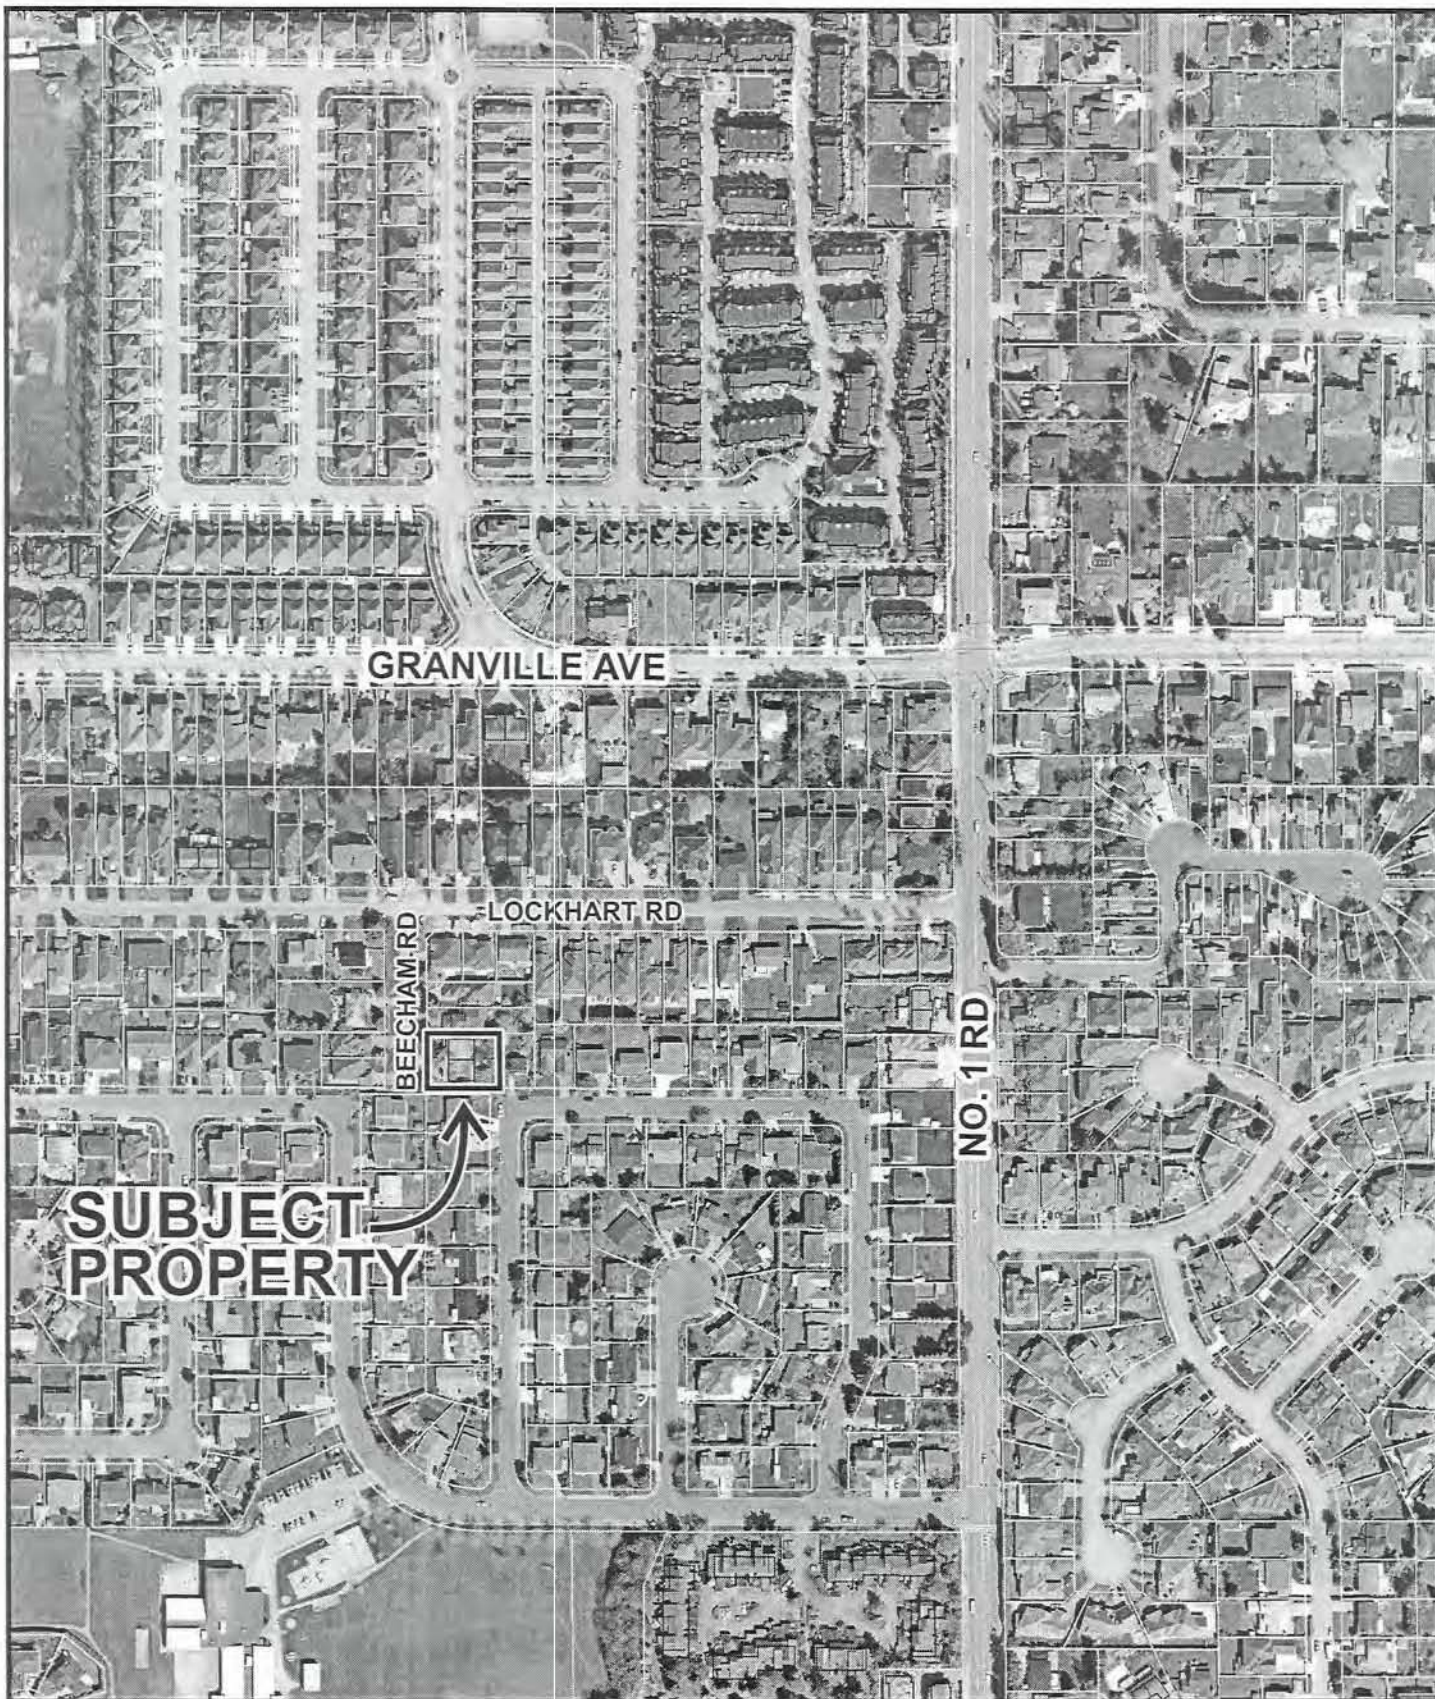 GRANVILLE AVE
LOCKHART RD
BEECHAM RD
NO. 1 RD
SUBJECT
PROPERTY